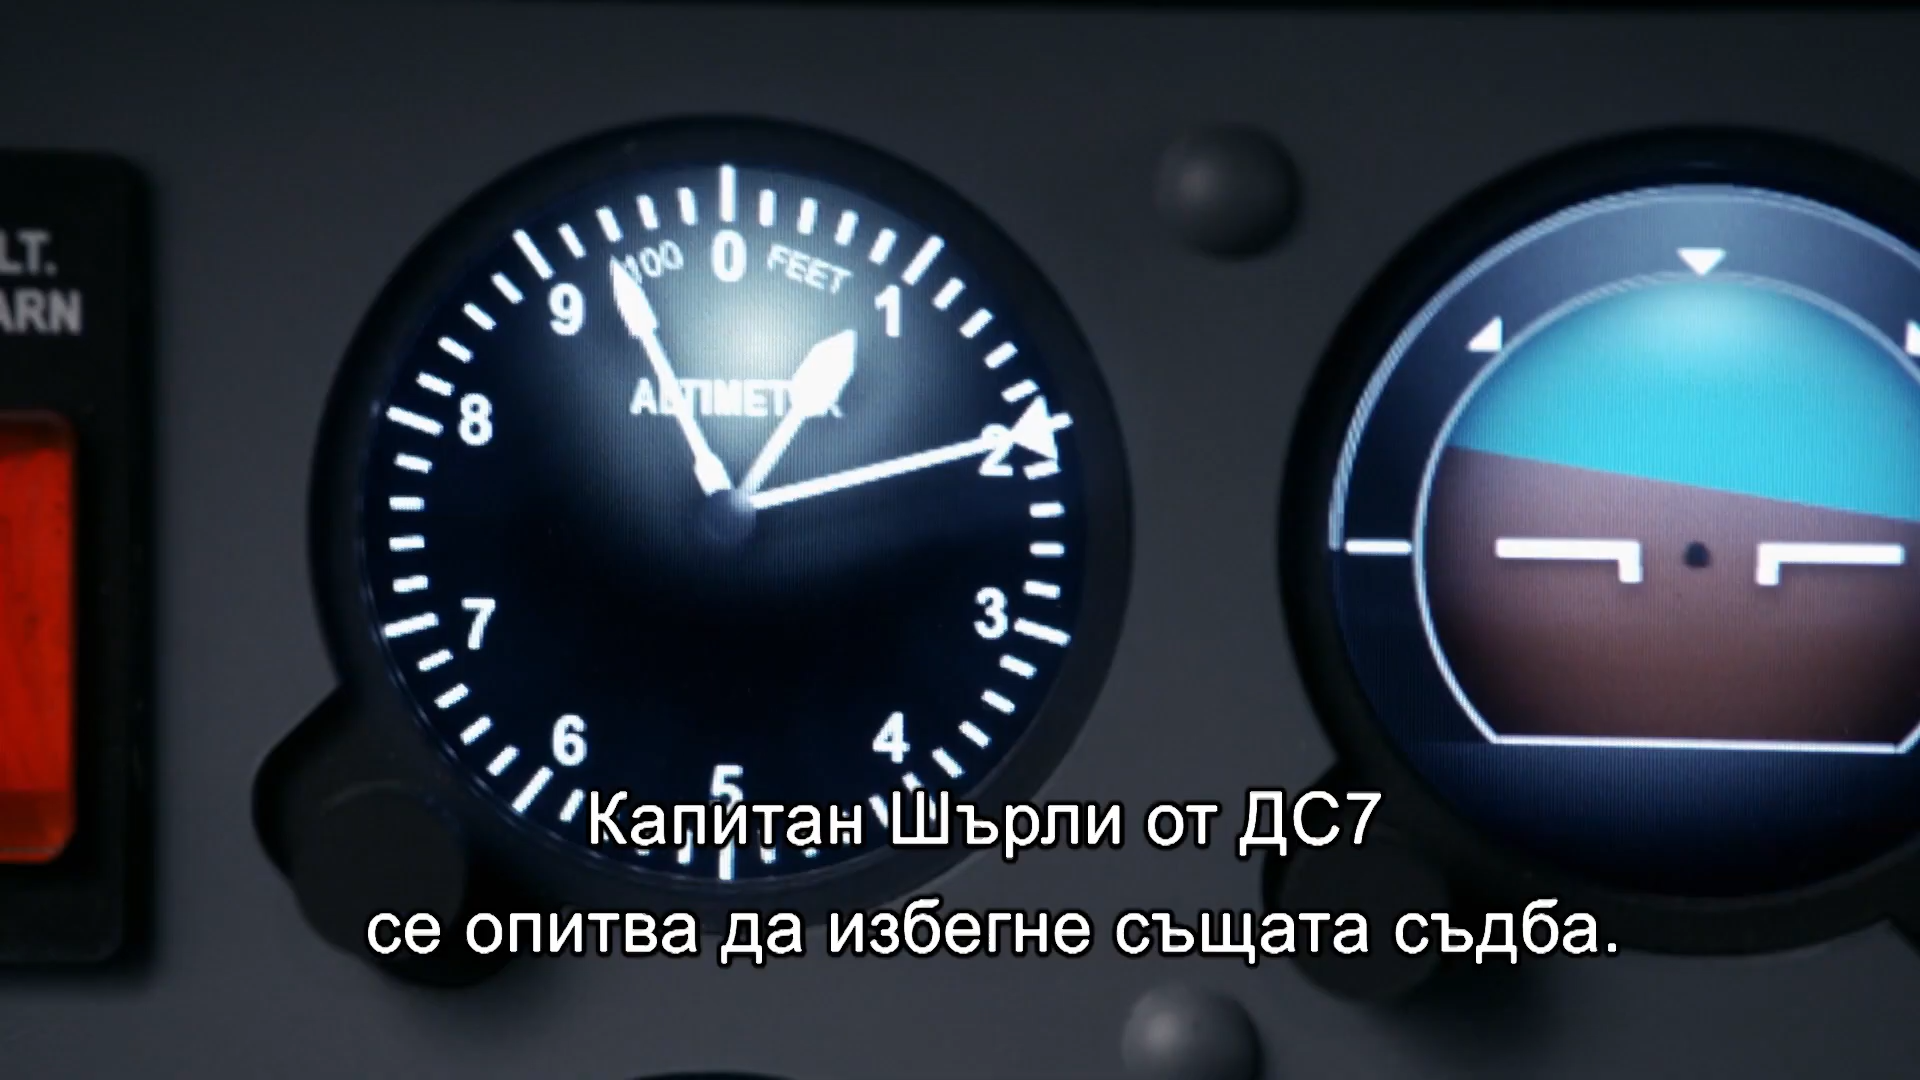 LT.
ARN
100 0 FEET
9 1
ALTIMETER
8 2
7 3
6 4
5
Капитан Шърли от ДС7
се опитва да избегне същата съдба.